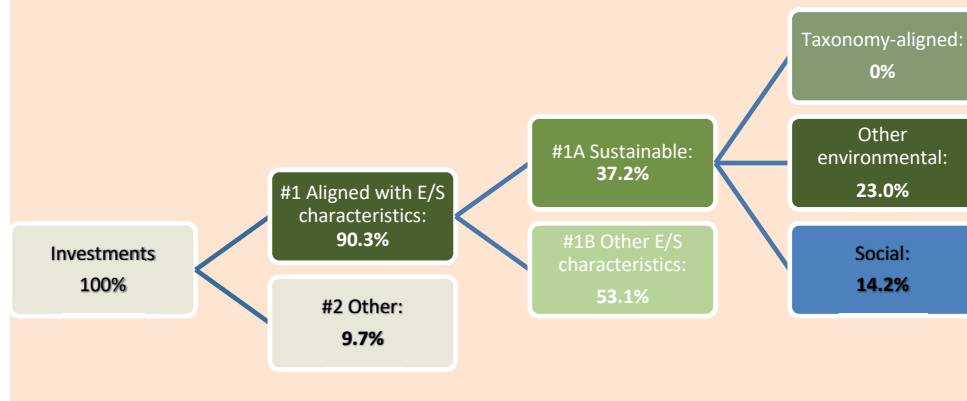 Investments
100%
#1 Aligned with E/S
characteristics:
90.3%
#2 Other:
9.7%
#1A Sustainable:
37.2%
#1B Other E/S
characteristics:
53.1%
Taxonomy-aligned:
0%
Other
environmental:
23.0%
Social:
14.2%